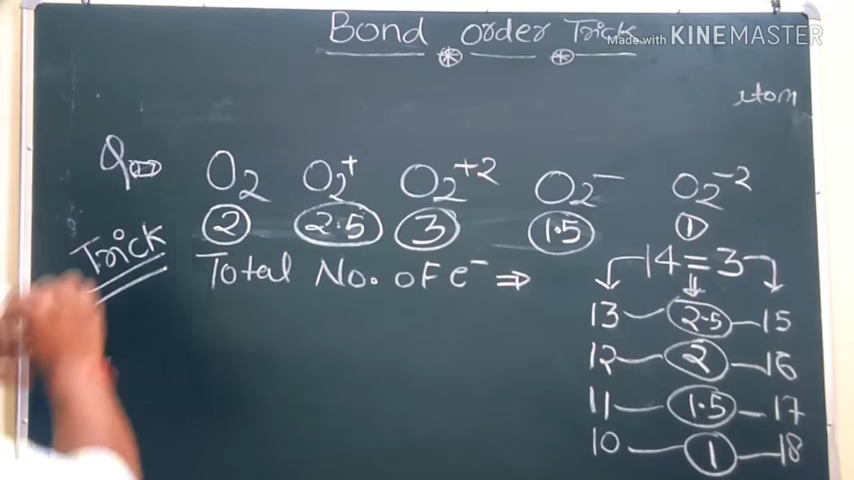 Bond order Trick
Made with KINEMASTER
atom
Q O2 O2+ O2+2 O2− O2−2
2 2.5 3 1.5 1
Trick
Total No. of e− ⇒
14 = 3
13 — 2.5 — 15
12 — 2 — 16
11 — 1.5 — 17
10 — 1 — 18